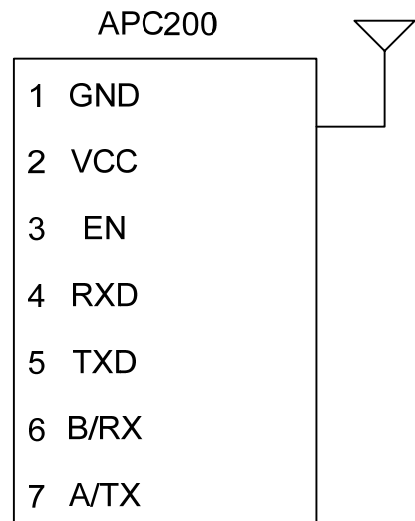 APC200
1 GND
2 VCC
3 EN
4 RXD
5 TXD
6 B/RX
7 A/TX